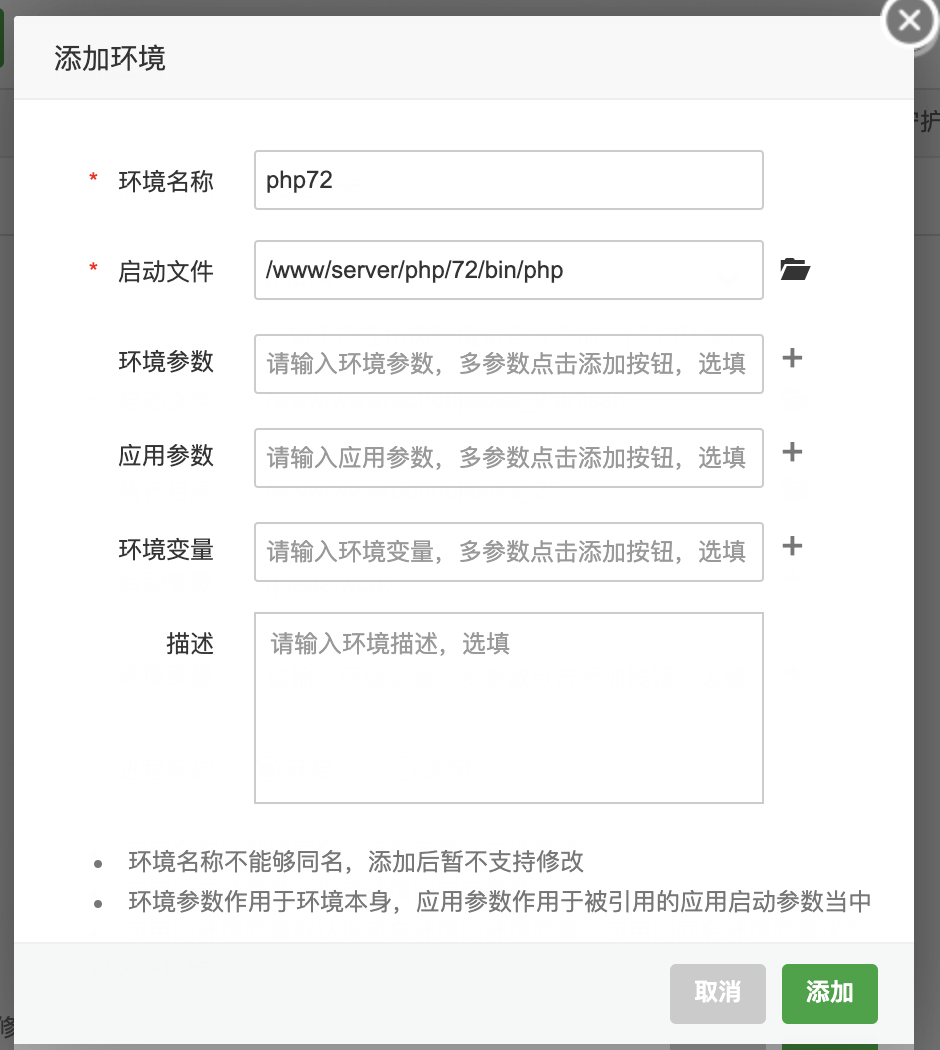 添加环境
护
* 环境名称 php72
* 启动文件 /www/server/php/72/bin/php
环境参数 请输入环境参数，多参数点击添加按钮，选填
应用参数 请输入应用参数，多参数点击添加按钮，选填
环境变量 请输入环境变量，多参数点击添加按钮，选填
描述 请输入环境描述，选填
• 环境名称不能够同名，添加后暂不支持修改
• 环境参数作用于环境本身，应用参数作用于被引用的应用启动参数当中
取消 添加
修